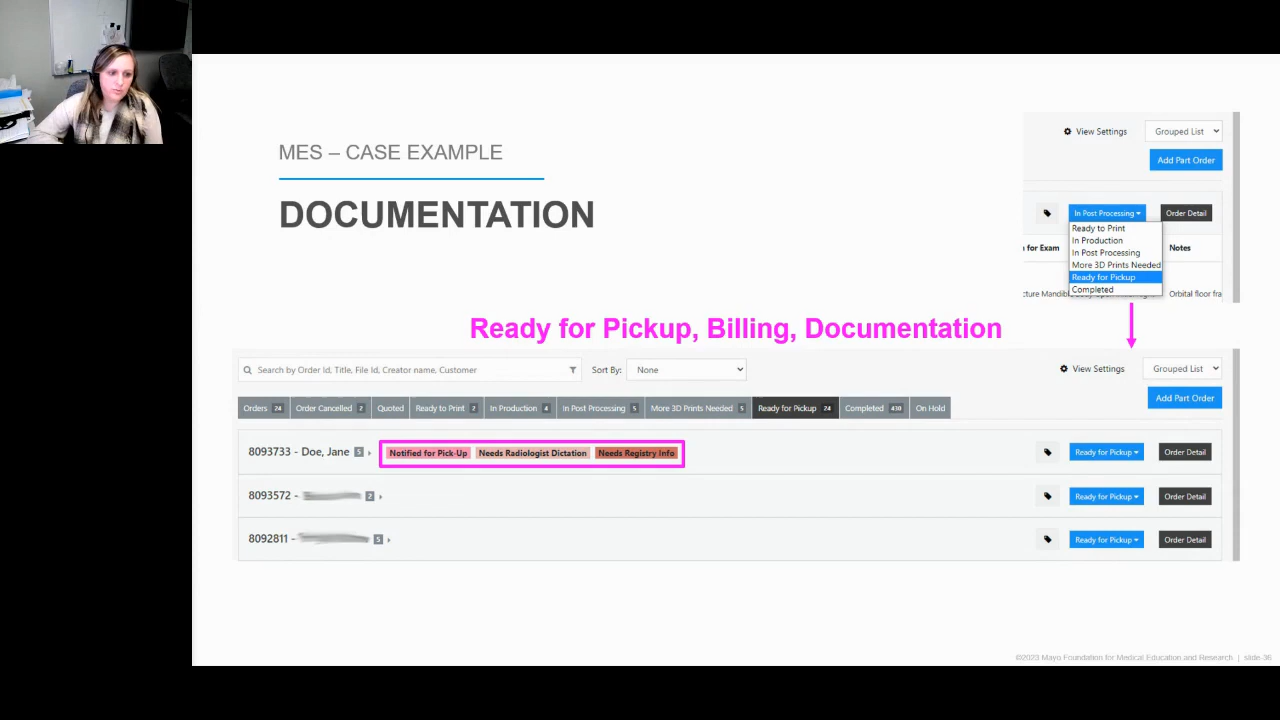 MES – CASE EXAMPLE
DOCUMENTATION
View Settings Grouped List
Add Part Order
In Post Processing Order Detail
Ready to Print
In Production
for Exam In Post Processing Notes
More 3D Prints Needed
Ready for Pickup
Completed
Orbital floor fra
Ready for Pickup, Billing, Documentation
Search by Order Id, Title, File Id, Creator name, Customer Sort By: None View Settings Grouped List
Add Part Order
Orders 24 Order Cancelled 2 Quoted Ready to Print 2 In Production 4 In Post Processing 5 More 3D Prints Needed 5 Ready for Pickup 24 Completed 430 On Hold
8093733 - Doe, Jane 5 Notified for Pick-Up Needs Radiologist Dictation Needs Registry Info Ready for Pickup Order Detail
8093572 - 2 Ready for Pickup Order Detail
8092811 - 5 Ready for Pickup Order Detail
©2023 Mayo Foundation for Medical Education and Research | slide-36